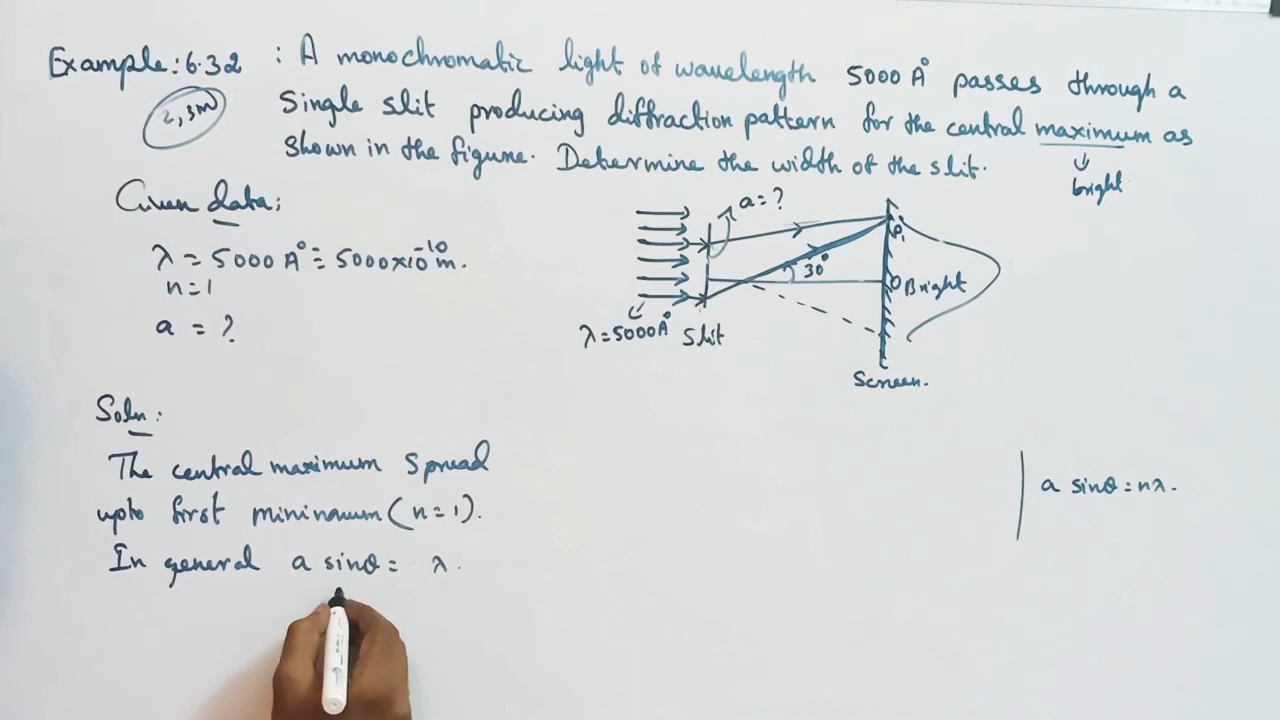 Example: 6.32 : A monochromatic light of wavelength 5000 A° passes through a
2, 3m
Single slit producing diffraction pattern for the central maximum as
Shown in the figure. Determine the width of the slit.
bright
Given data:
λ = 5000 A° = 5000×10⁻¹⁰ m.
n = 1
a = ?
a = ?
P₁
30°
O Bright
λ = 5000A° Slit
Screen.
Soln:
The central maximum Spread
upto first mininaum (n = 1).
In general a sinθ = λ.
a sinθ = nλ.